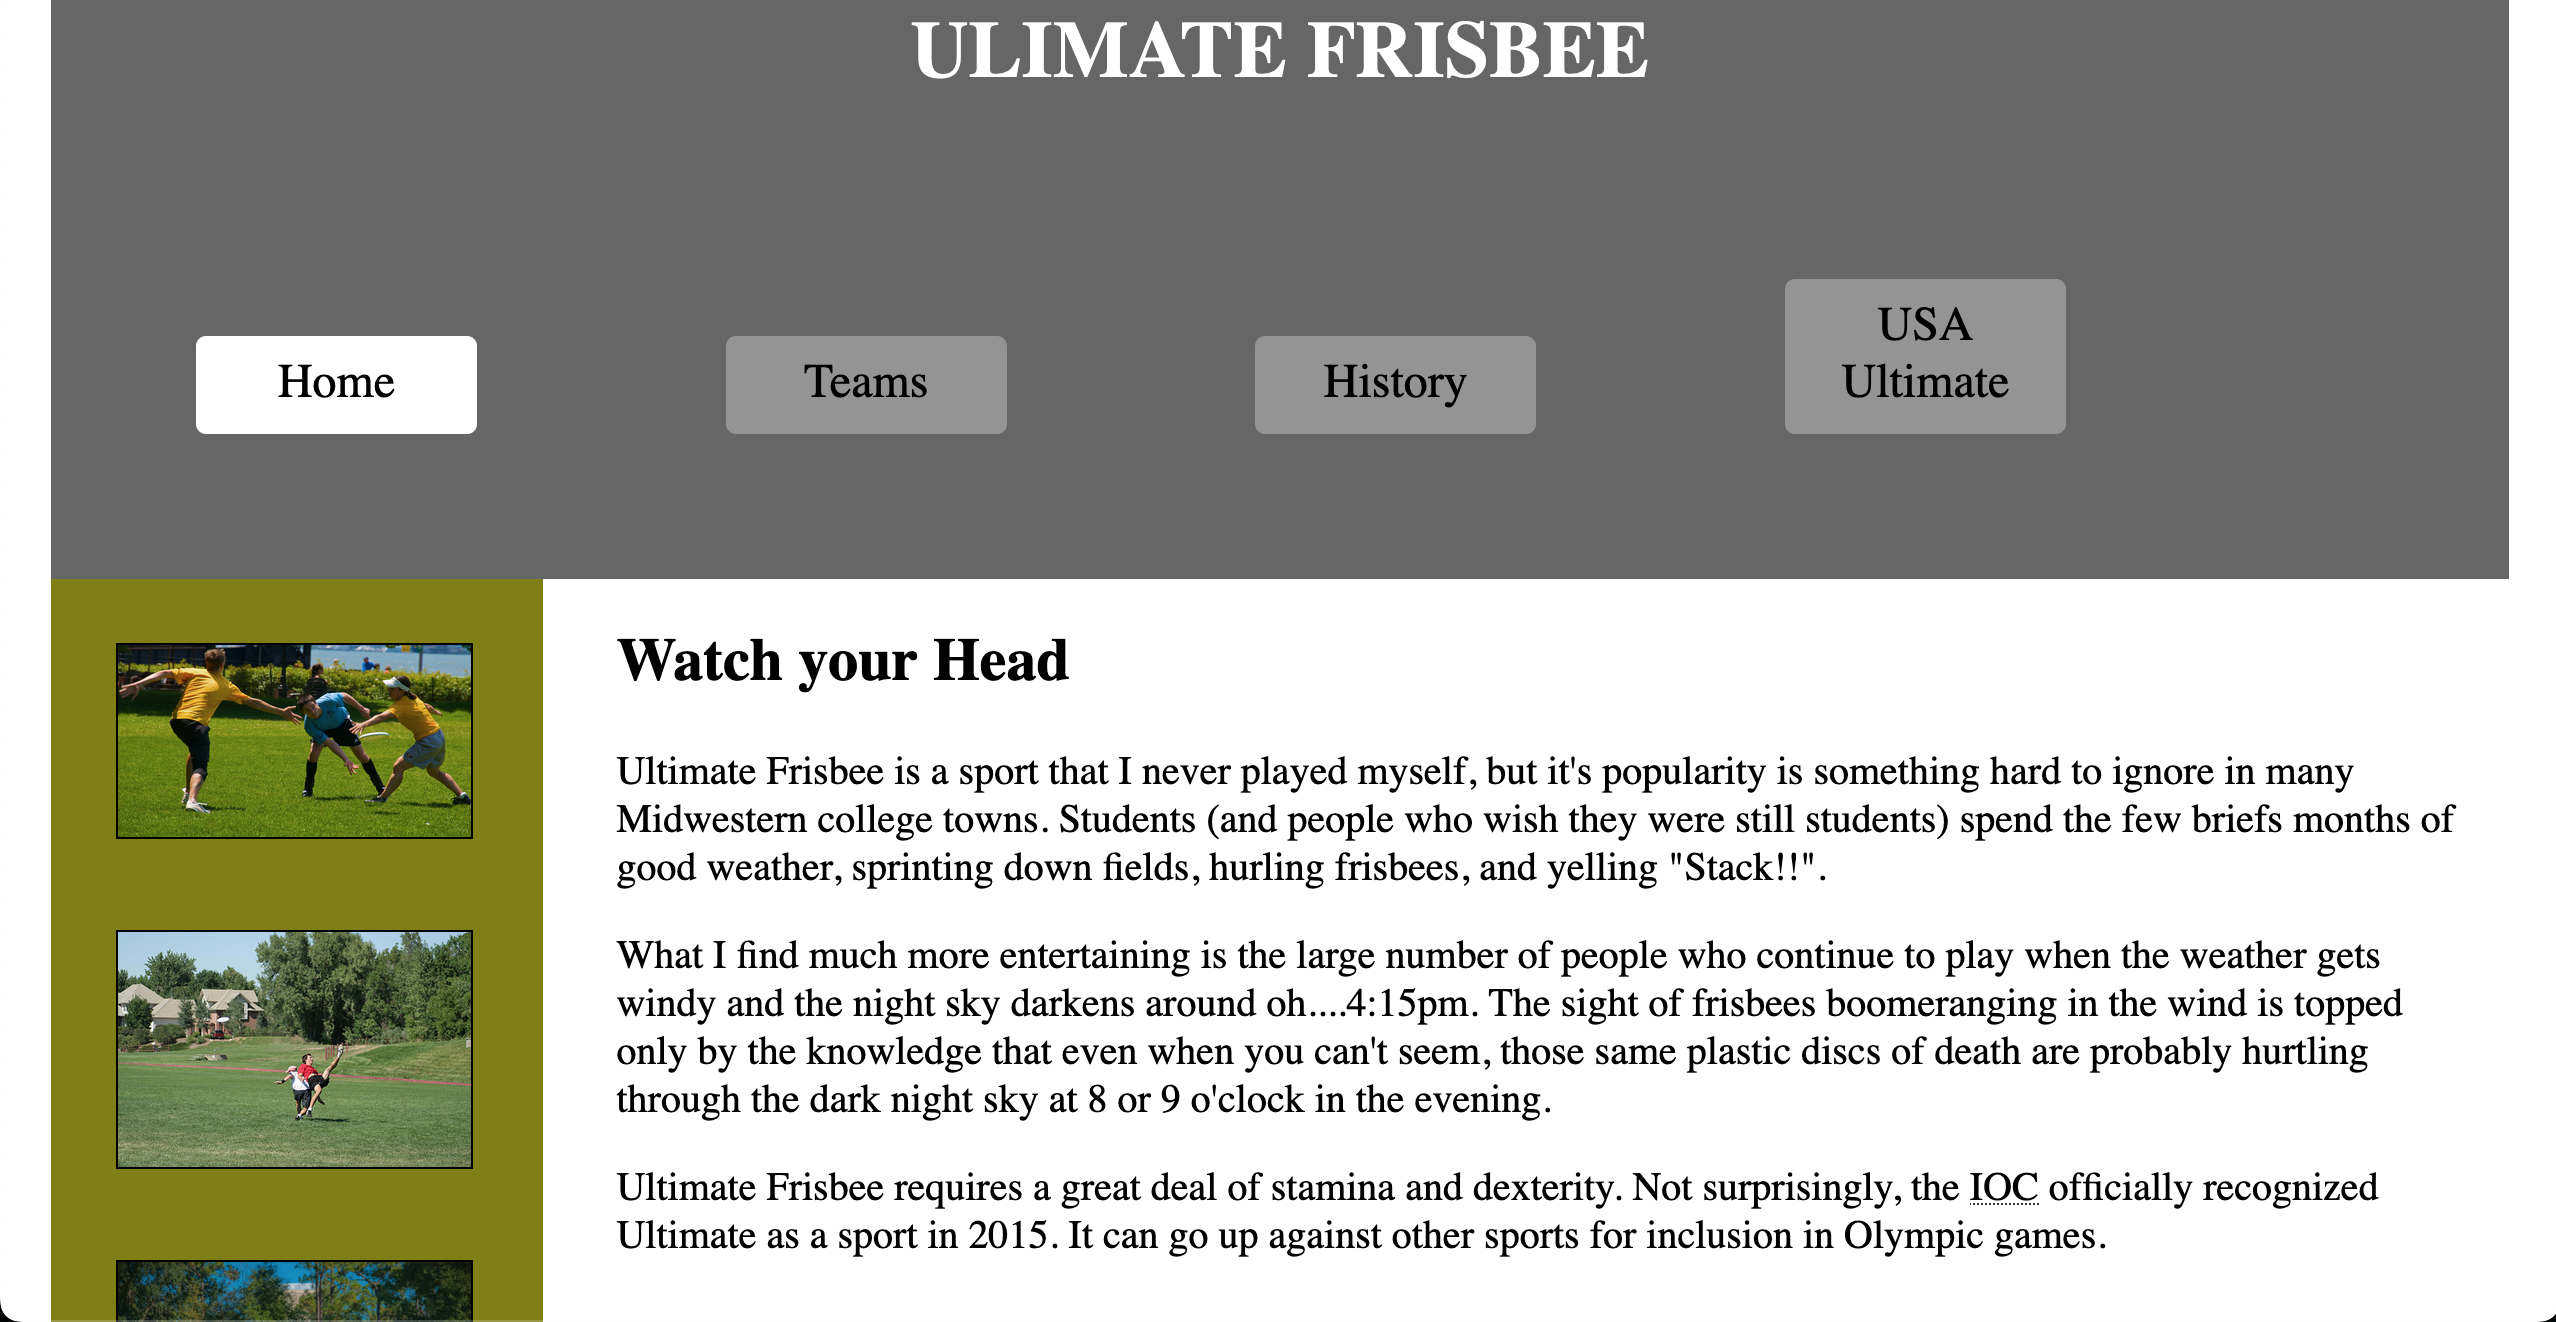 ULIMATE FRISBEE
Home
Teams
History
USA
Ultimate
Watch your Head
Ultimate Frisbee is a sport that I never played myself, but it's popularity is something hard to ignore in many
Midwestern college towns. Students (and people who wish they were still students) spend the few briefs months of
good weather, sprinting down fields, hurling frisbees, and yelling "Stack!!".
What I find much more entertaining is the large number of people who continue to play when the weather gets
windy and the night sky darkens around oh....4:15pm. The sight of frisbees boomeranging in the wind is topped
only by the knowledge that even when you can't seem, those same plastic discs of death are probably hurtling
through the dark night sky at 8 or 9 o'clock in the evening.
Ultimate Frisbee requires a great deal of stamina and dexterity. Not surprisingly, the IOC officially recognized
Ultimate as a sport in 2015. It can go up against other sports for inclusion in Olympic games.